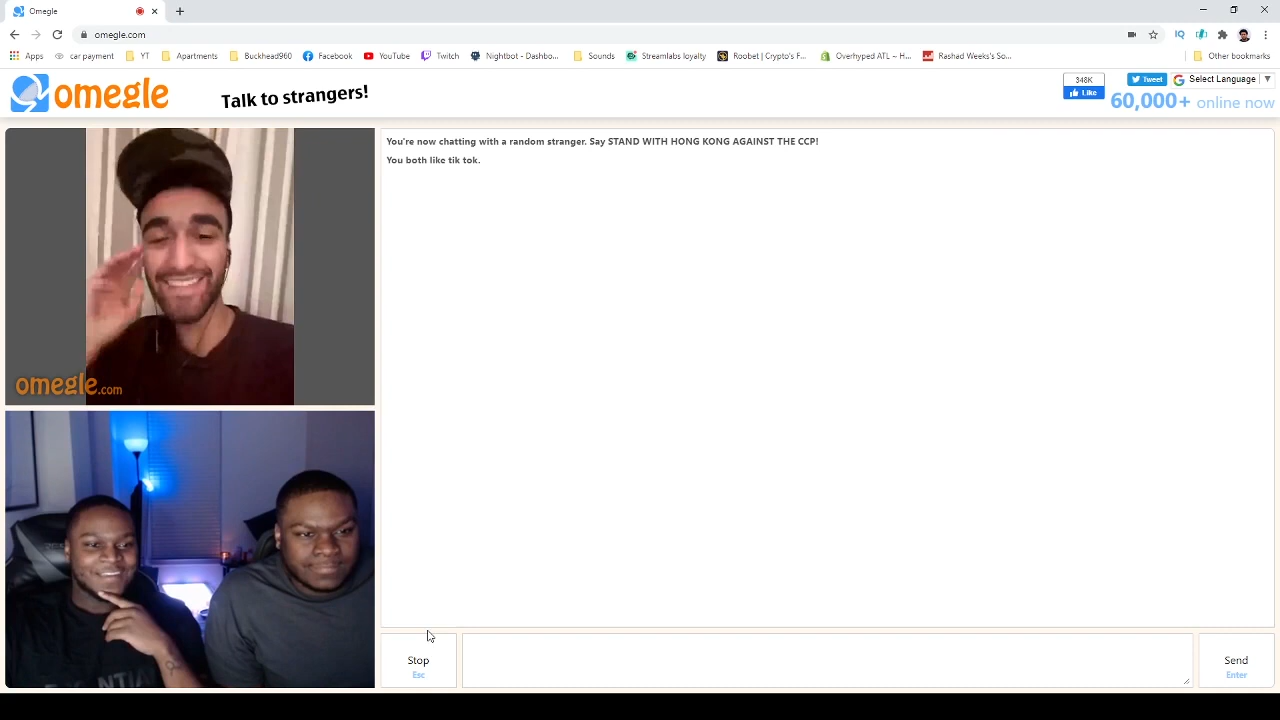 Omegle
omegle.com
Apps
car payment
YT
Apartments
Buckhead960
Facebook
YouTube
Twitch
Nightbot - Dashbo...
Sounds
Streamlabs loyalty
Roobet | Crypto's F...
Overhyped ATL ~ H...
Rashad Weeks's So...
Other bookmarks
omegle
Talk to strangers!
348K
Like
Tweet
Select Language
60,000+ online now
You're now chatting with a random stranger. Say STAND WITH HONG KONG AGAINST THE CCP!
You both like tik tok.
omegle.com
Stop
Esc
Send
Enter